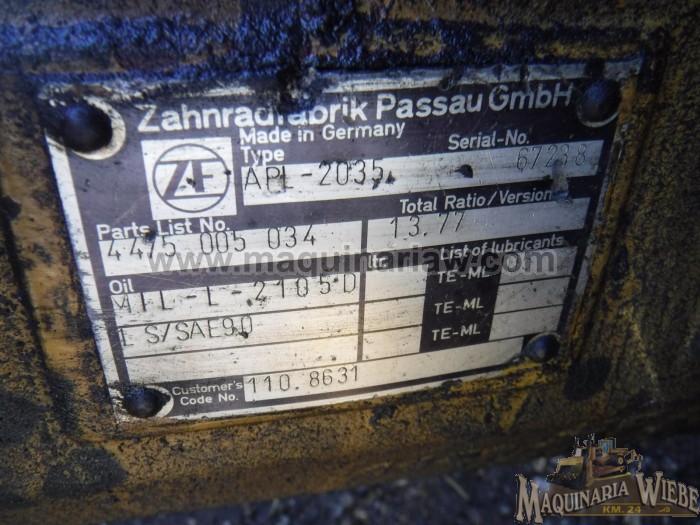 Zahnradfabrik Passau GmbH
Made in Germany
Type
Serial-No.
ZF
APL-2035
67238
Parts List No.
Total Ratio/Version
4475 005 034
13.77
www.maquinariaw.com
Oil
ltr.
List of lubricants
MIL-L-2105 D
TE-ML
L S/SAE90
TE-ML
TE-ML
Customer's
Code No.
110.8631
MAQUINARIA WIEBE
KM. 24